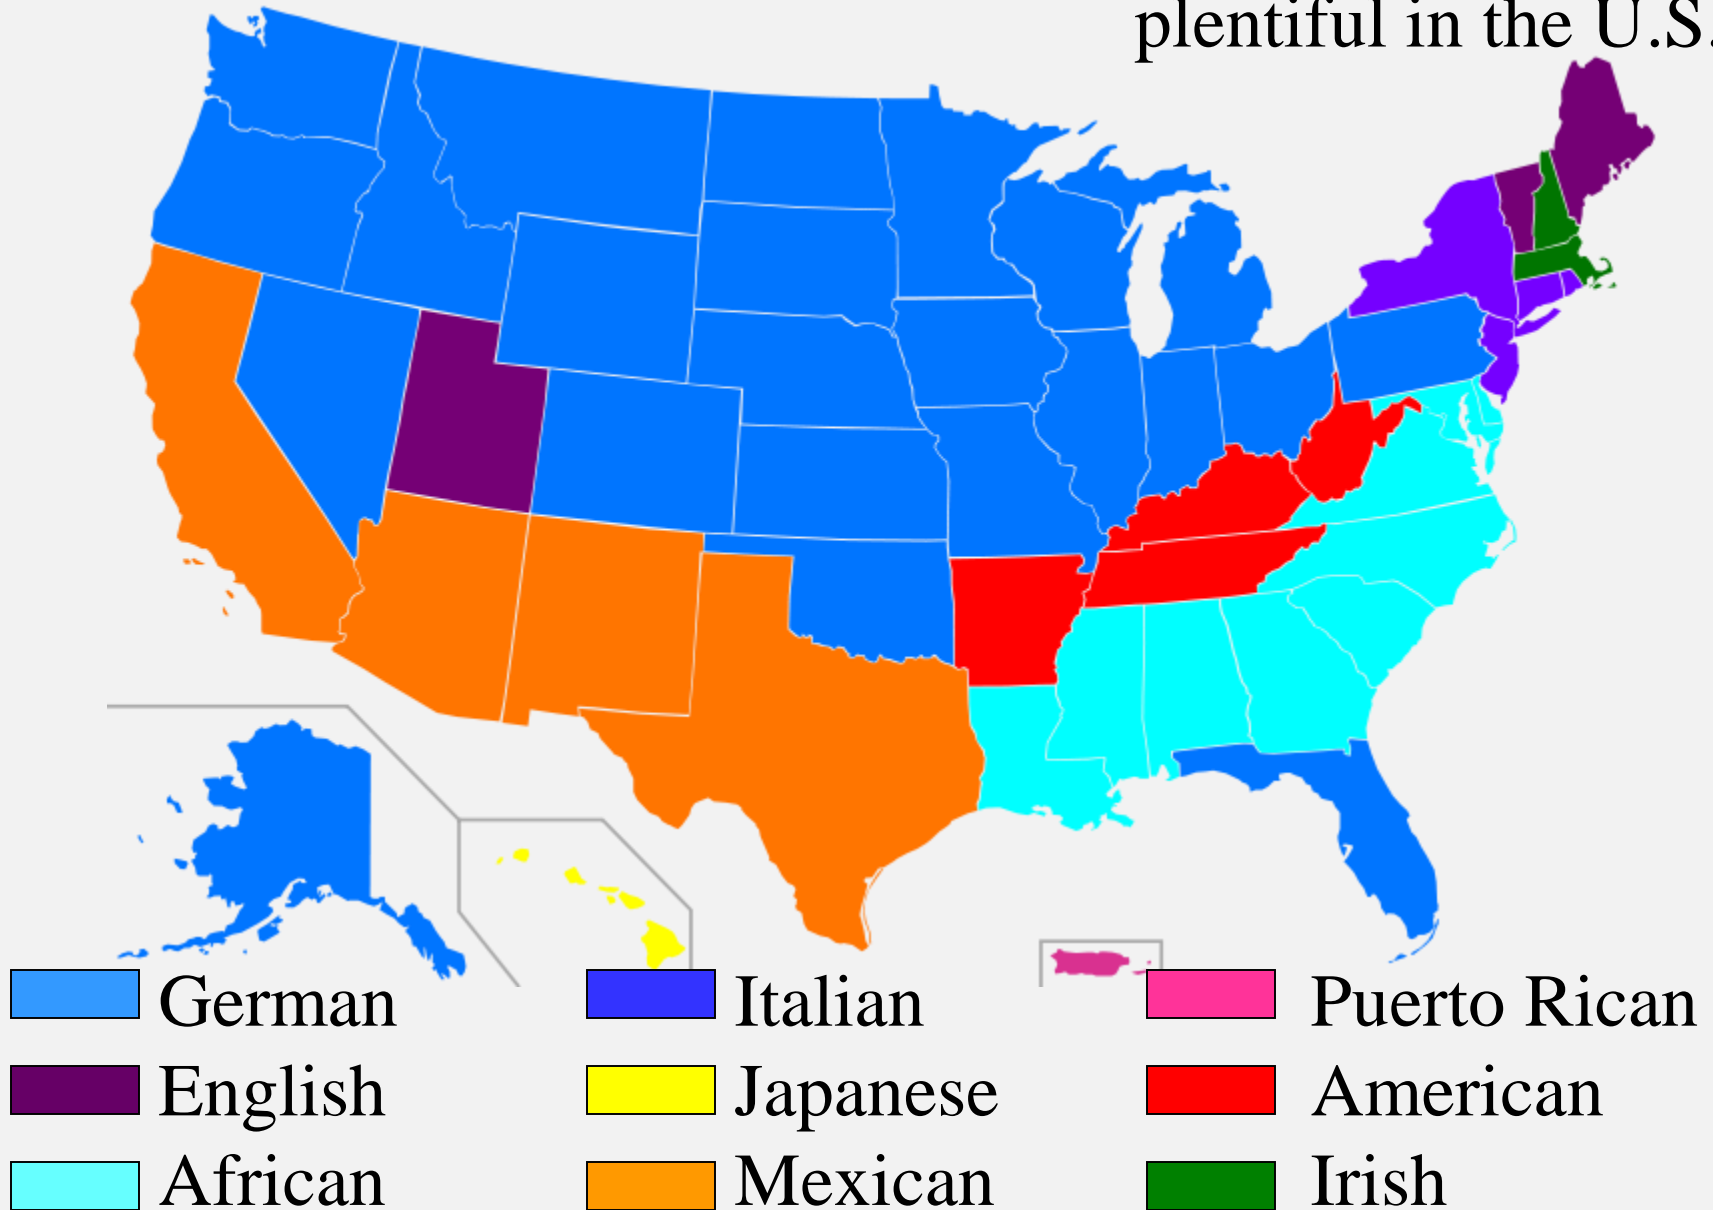 plentiful in the U.S.
German Italian Puerto Rican
English Japanese American
African Mexican Irish